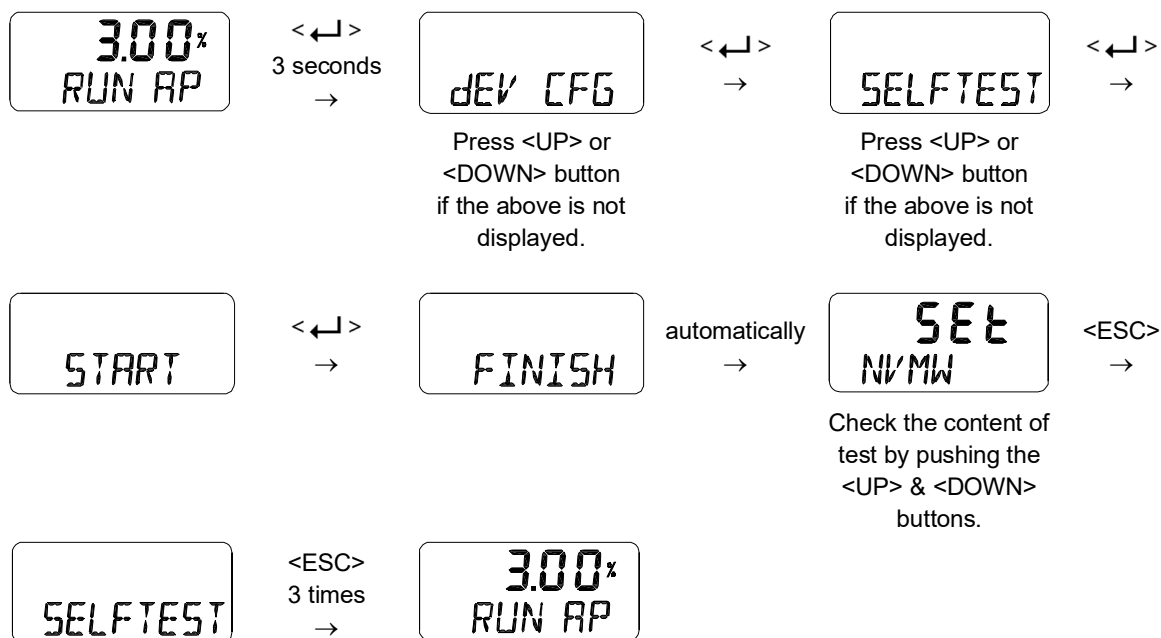 3.00%
RUN AP
< ↵ >
3 seconds
→
dEV CFG
Press <UP> or
<DOWN> button
if the above is not
displayed.
< ↵ >
→
SELFTEST
Press <UP> or
<DOWN> button
if the above is not
displayed.
< ↵ >
→
START
< ↵ >
→
FINISH
automatically
→
SEt
NVMW
Check the content of
test by pushing the
<UP> & <DOWN>
buttons.
<ESC>
→
SELFTEST
<ESC>
3 times
→
3.00%
RUN AP